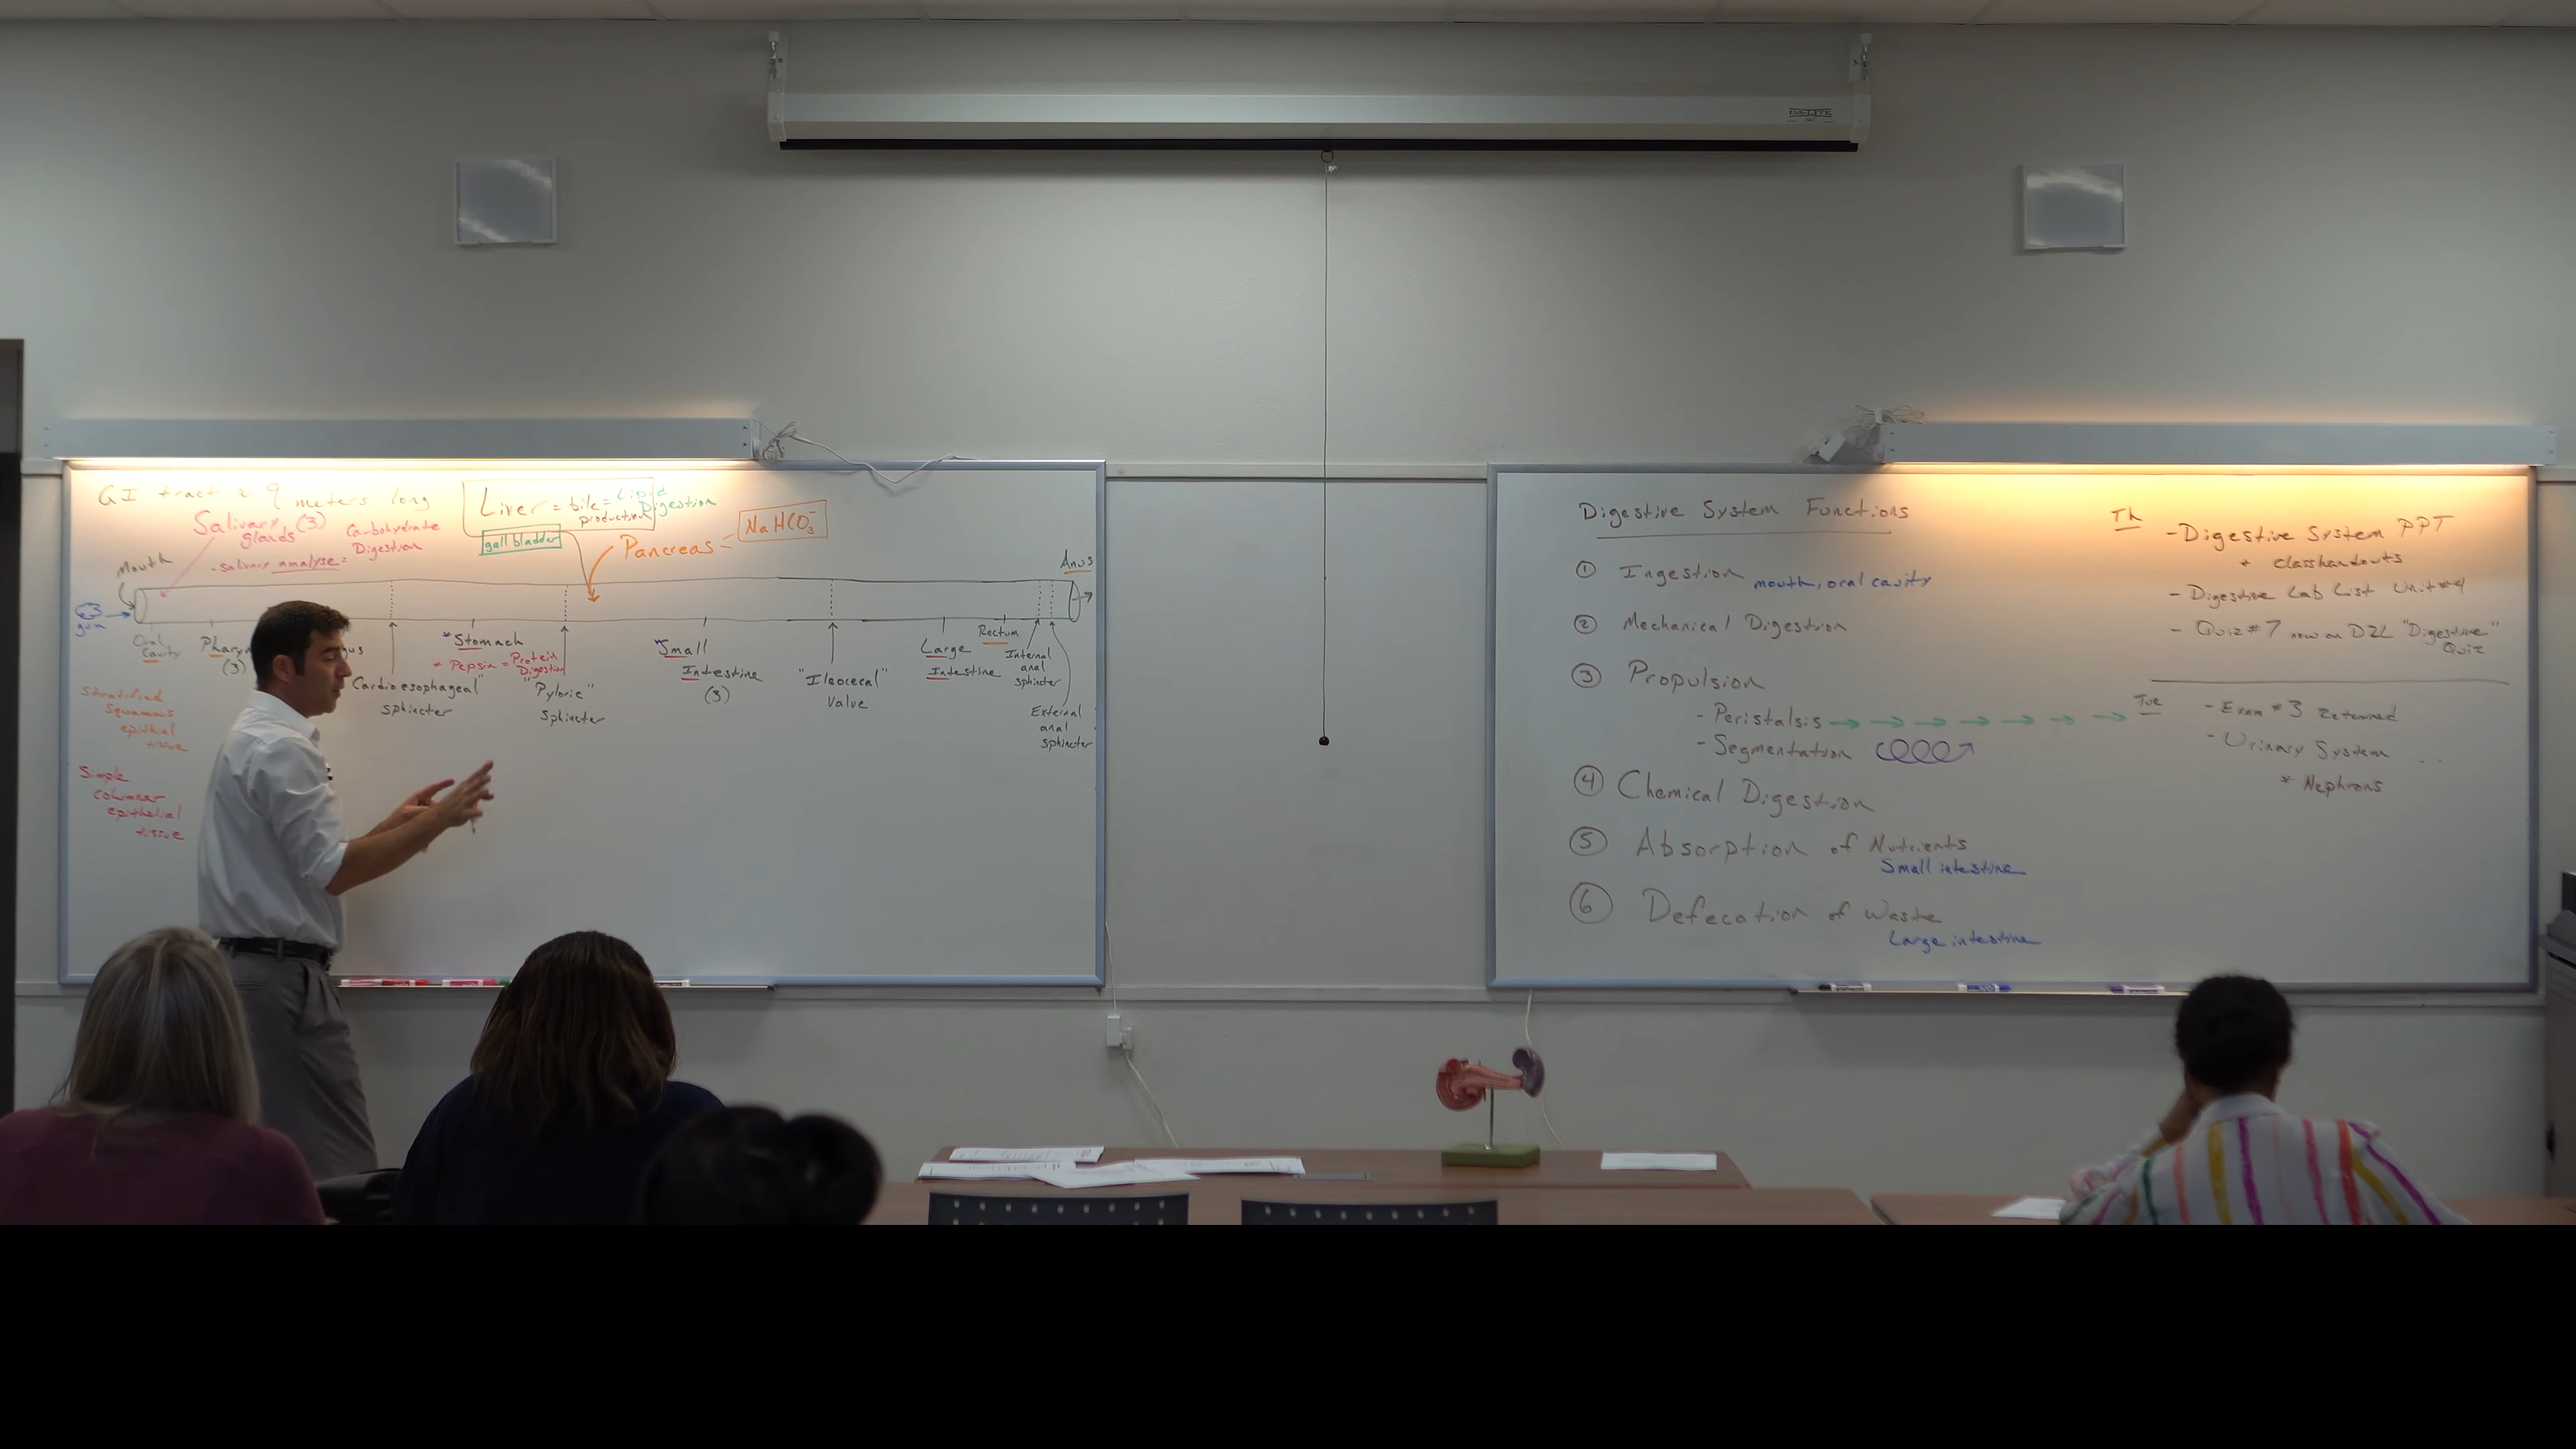 GI tract ≈ 9 meters long
Salivary (3)
glands
Carbohydrate
Digestion
- salivary amalyse =
Liver = bile = Lipid
Digestion
production
gall bladder
Pancreas
NaHCO3-
Mouth
gum
Anus
Oral
Cavity
Phary
(3)
us
*Stomach
* Pepsin = Protein
Digestion
Cardioesophageal"
sphincter
"Pyloric"
Sphincter
*Small
Intestine
(3)
"Ileocecal"
Valve
Large
Intestine
Rectum
Internal
anal
sphincter
External
anal
sphincter
Stratified
Squamous
epithial
tissue
Simple
columnar
epithelial
tissue
Digestive System Functions
① Ingestion mouth, oral cavity
② Mechanical Digestion
③ Propulsion
- Peristalsis → → → → → → →
- Segmentation
④ Chemical Digestion
⑤ Absorption of Nutrients
Small intestine
⑥ Defecation of Waste
Large intestine
Th
- Digestive System PPT
+ class handouts
- Digestive Lab List Unit #4
- Quiz #7 now on D2L "Digestive"
Quiz
Tue
- Exam #3 Returned
- Urinary System ...
* Nephrons